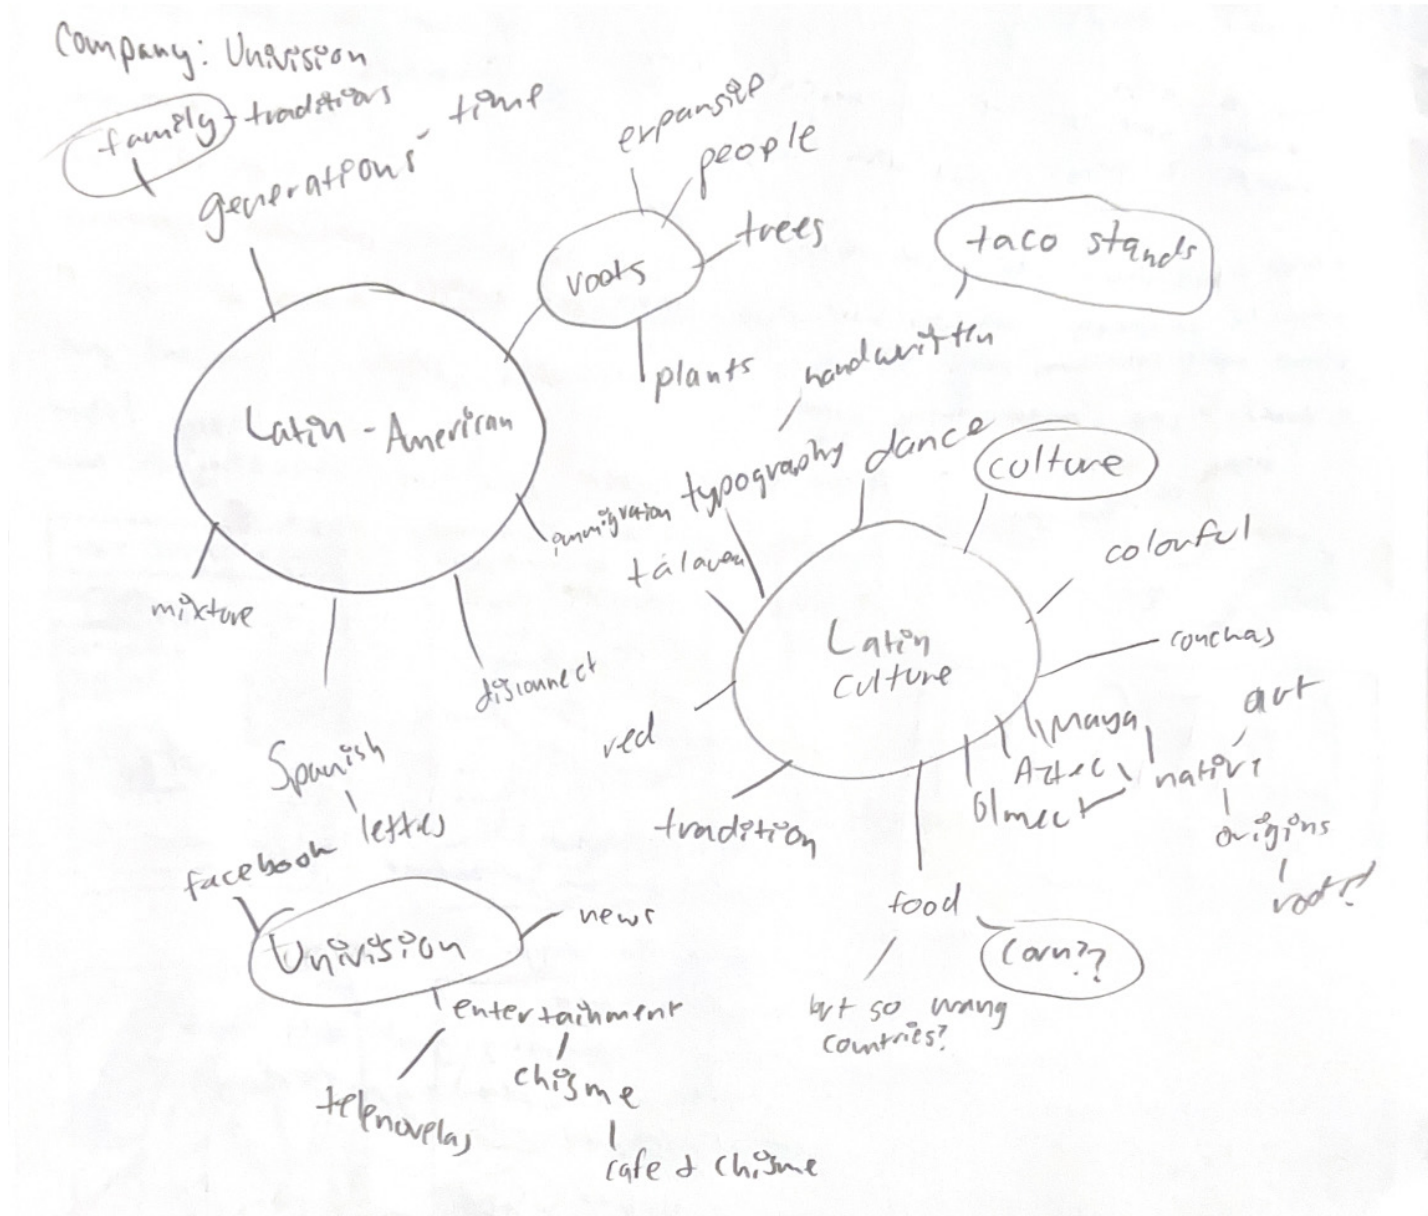 Company: Univision
family - traditions
generations - time
expansive
people
roots
trees
plants
taco stands
handwritten
Latin - American
typography
dance
culture
immigration
tálavera
colorful
mixture
Latin
culture
conchas
disconnect
red
Maya
art
Aztec
native
Olmec
Spanish
letters
tradition
origins
roots!
facebook
Univision
news
food
Corn??
but so many
countries?
entertainment
chisme
telenovelas
cafe & chisme